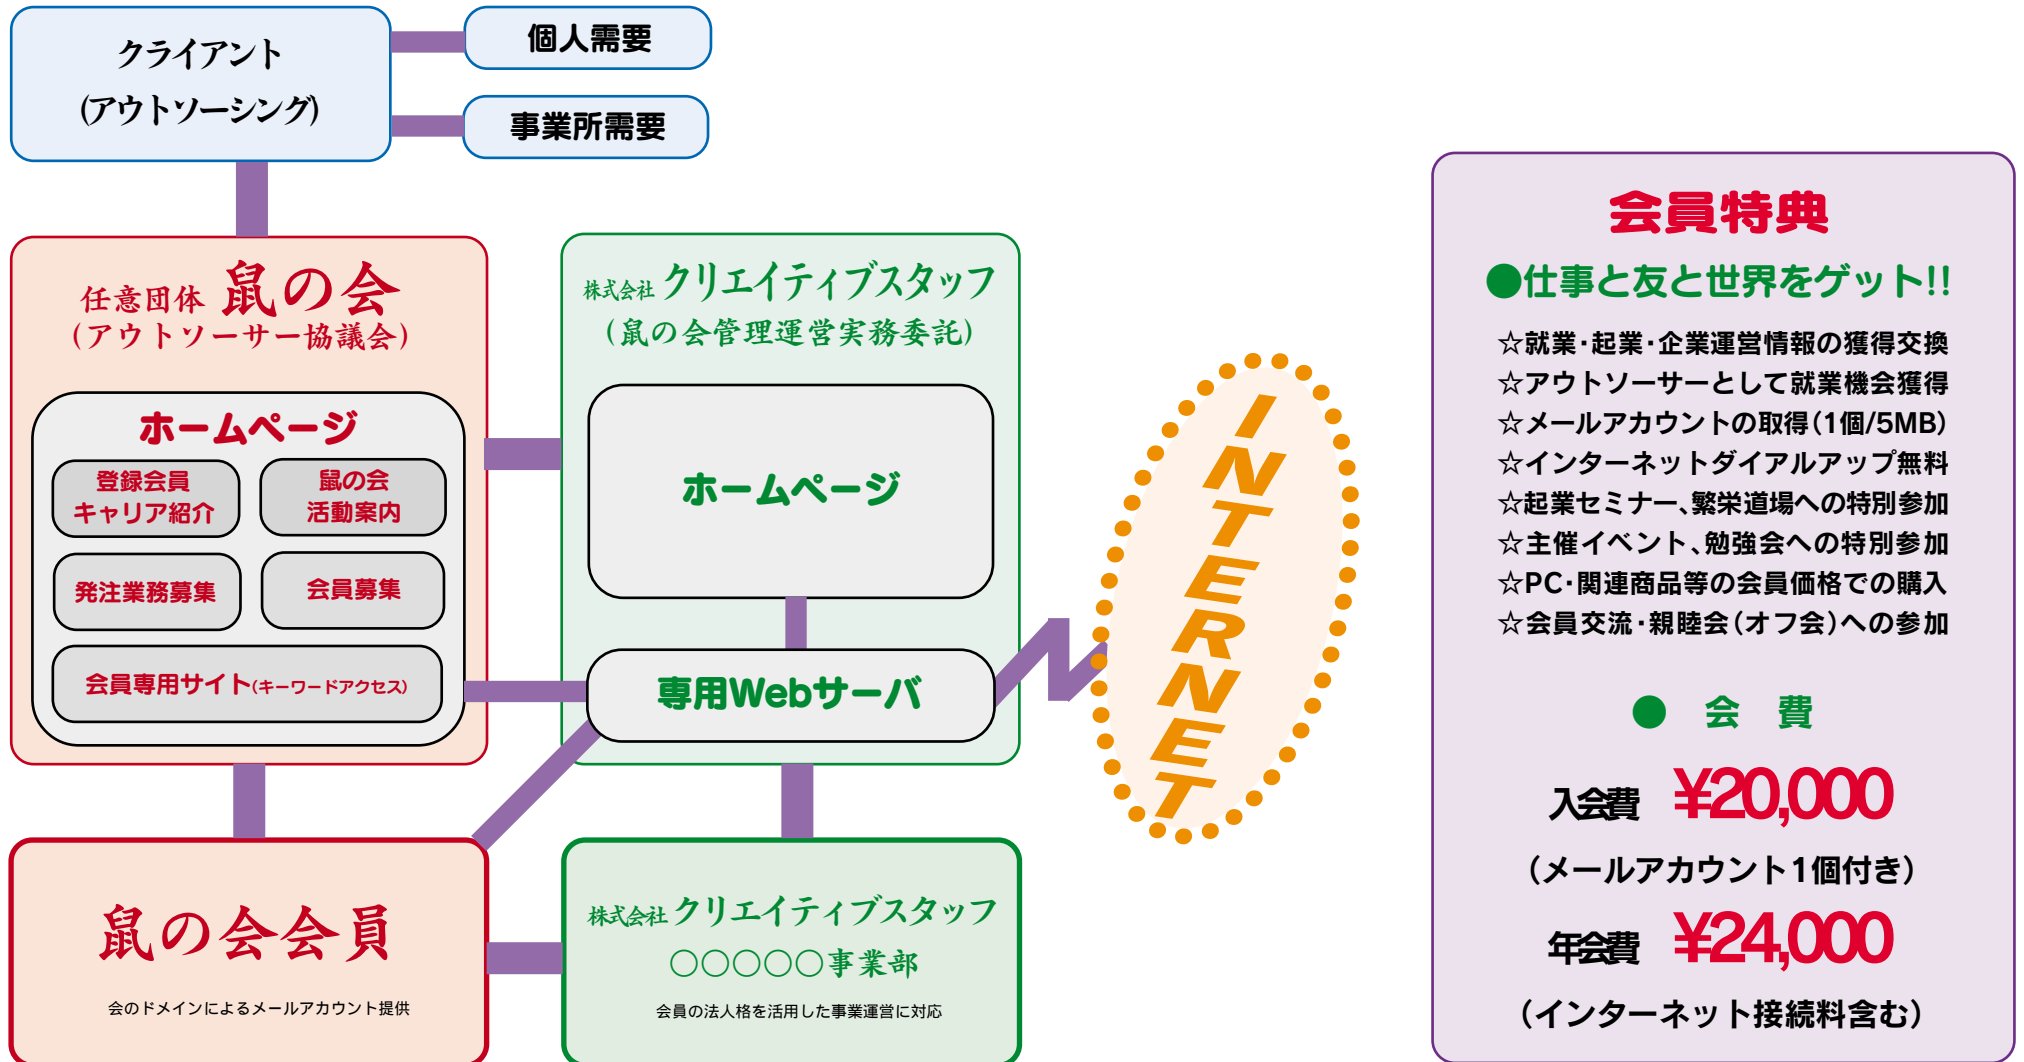 クライアント
(アウトソーシング)
個人需要
事業所需要
任意団体 鼠の会
(アウトソーサー協議会)
ホームページ
登録会員
キャリア紹介
鼠の会
活動案内
発注業務募集
会員募集
会員専用サイト(キーワードアクセス)
株式会社 クリエイティブスタッフ
(鼠の会管理運営実務委託)
ホームページ
専用Webサーバ
INTERNET
鼠の会会員
会のドメインによるメールアカウント提供
株式会社 クリエイティブスタッフ
○○○○○事業部
会員の法人格を活用した事業運営に対応
会員特典
●仕事と友と世界をゲット!!
☆就業・起業・企業運営情報の獲得交換
☆アウトソーサーとして就業機会獲得
☆メールアカウントの取得(1個/5MB)
☆インターネットダイアルアップ無料
☆起業セミナー、繁栄道場への特別参加
☆主催イベント、勉強会への特別参加
☆PC・関連商品等の会員価格での購入
☆会員交流・親睦会(オフ会)への参加
● 会 費
入会費 ¥20,000
(メールアカウント1個付き)
年会費 ¥24,000
(インターネット接続料含む)